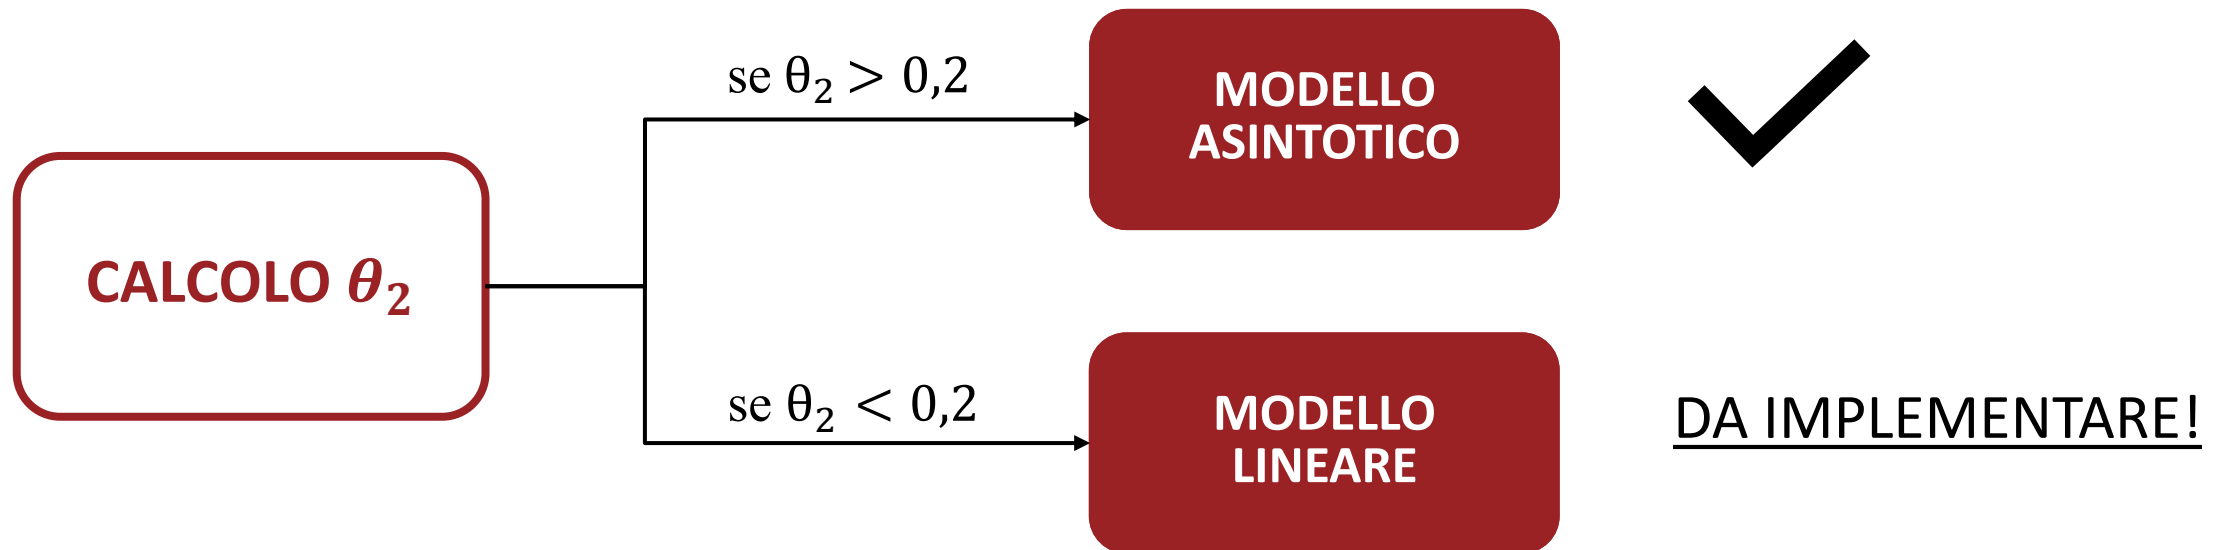 se θ₂ > 0,2
MODELLO
ASINTOTICO
CALCOLO θ₂
se θ₂ < 0,2
MODELLO
LINEARE
DA IMPLEMENTARE!